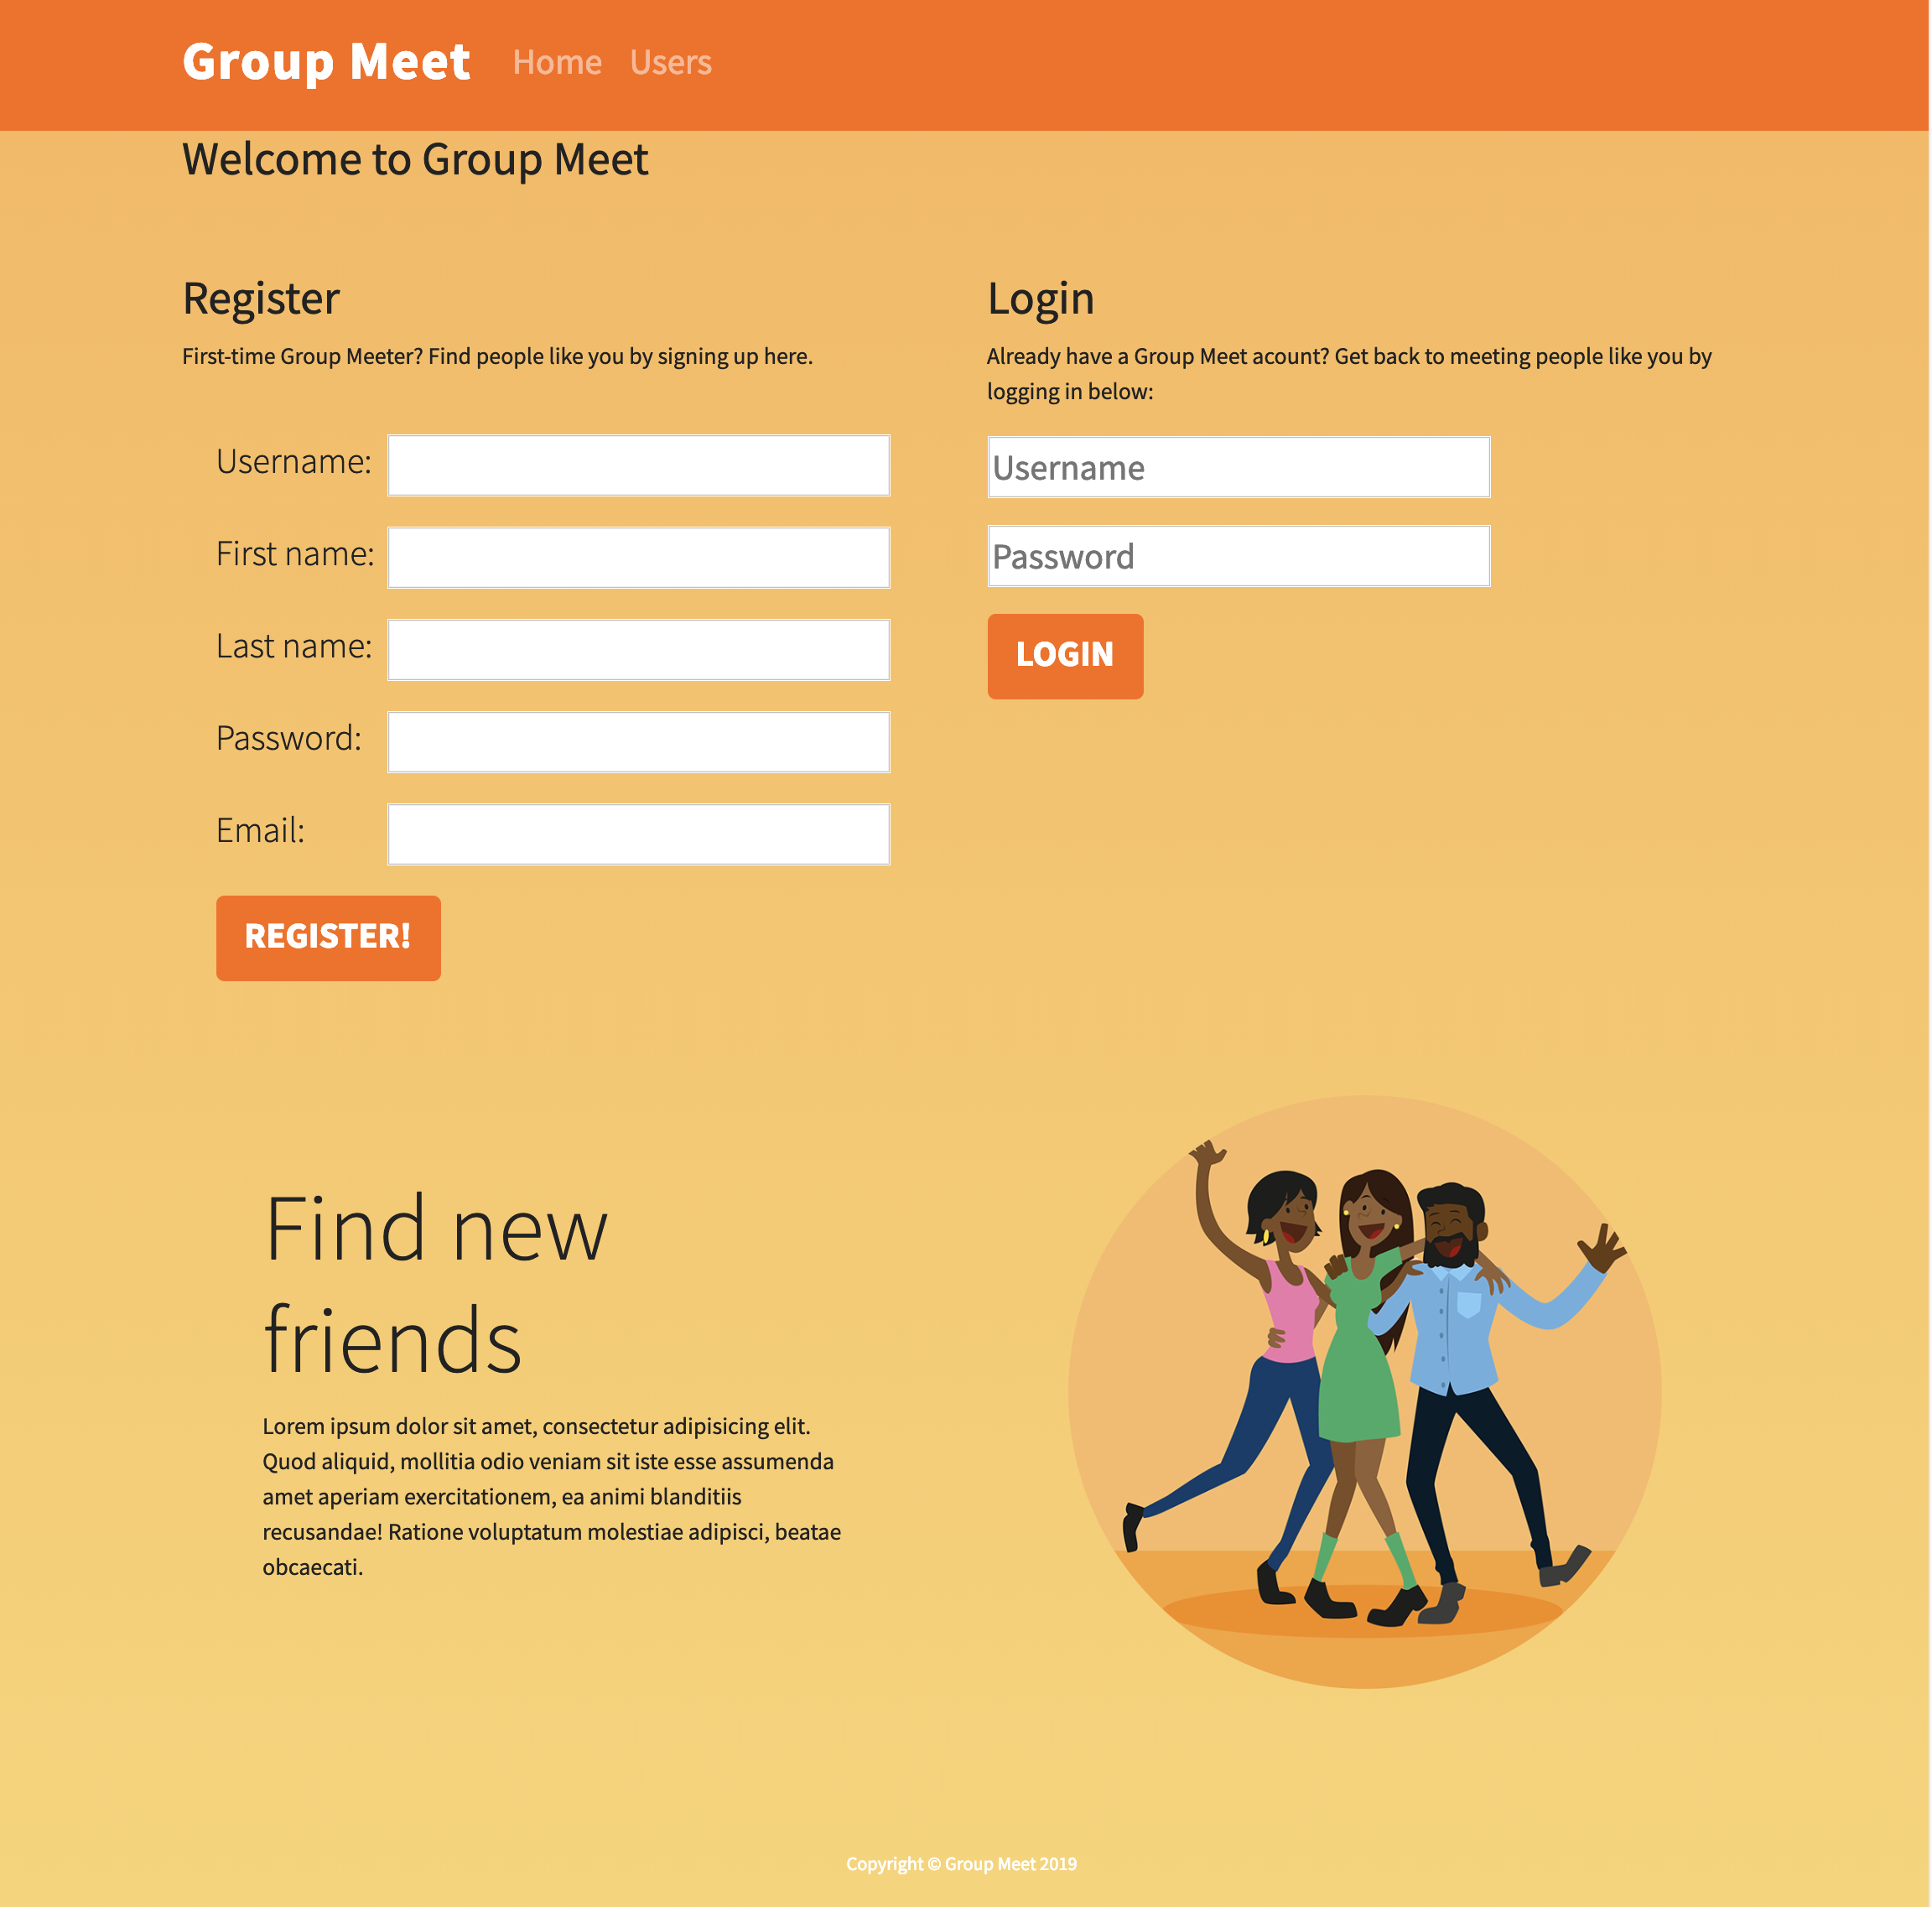 Group Meet Home Users
Welcome to Group Meet
Register
First-time Group Meeter? Find people like you by signing up here.
Username:
First name:
Last name:
Password:
Email:
REGISTER!
Login
Already have a Group Meet acount? Get back to meeting people like you by
logging in below:
Username
Password
LOGIN
Find new
friends
Lorem ipsum dolor sit amet, consectetur adipisicing elit.
Quod aliquid, mollitia odio veniam sit iste esse assumenda
amet aperiam exercitationem, ea animi blanditiis
recusandae! Ratione voluptatum molestiae adipisci, beatae
obcaecati.
Copyright © Group Meet 2019